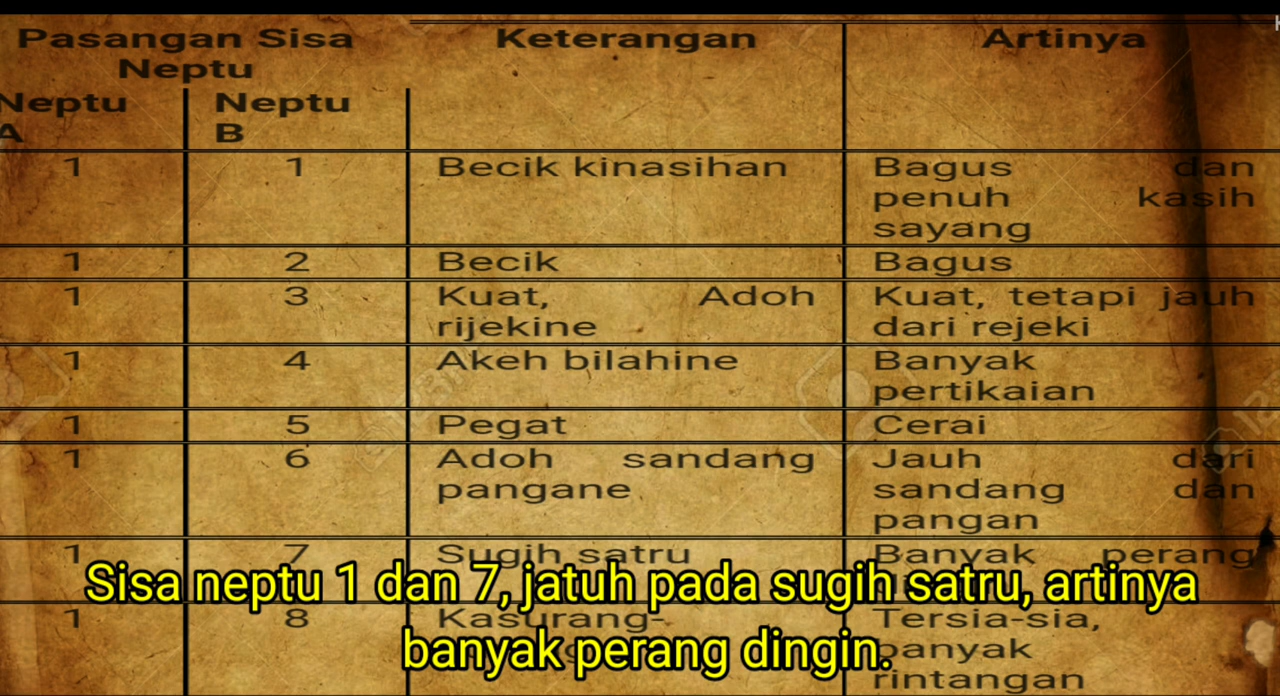 Pasangan Sisa Neptu Keterangan Artinya
Neptu A Neptu B
1 1 Becik kinasihan Bagus dan penuh kasih sayang
1 2 Becik Bagus
1 3 Kuat, Adoh rijekine Kuat, tetapi jauh dari rejeki
1 4 Akeh bilahine Banyak pertikaian
1 5 Pegat Cerai
1 6 Adoh sandang pangane Jauh dari sandang dan pangan
1 7 Sugih satru Banyak perang
1 8 Kasurang- Tersia-sia, banyak rintangan
Sisa neptu 1 dan 7, jatuh pada sugih satru, artinya
banyak perang dingin.